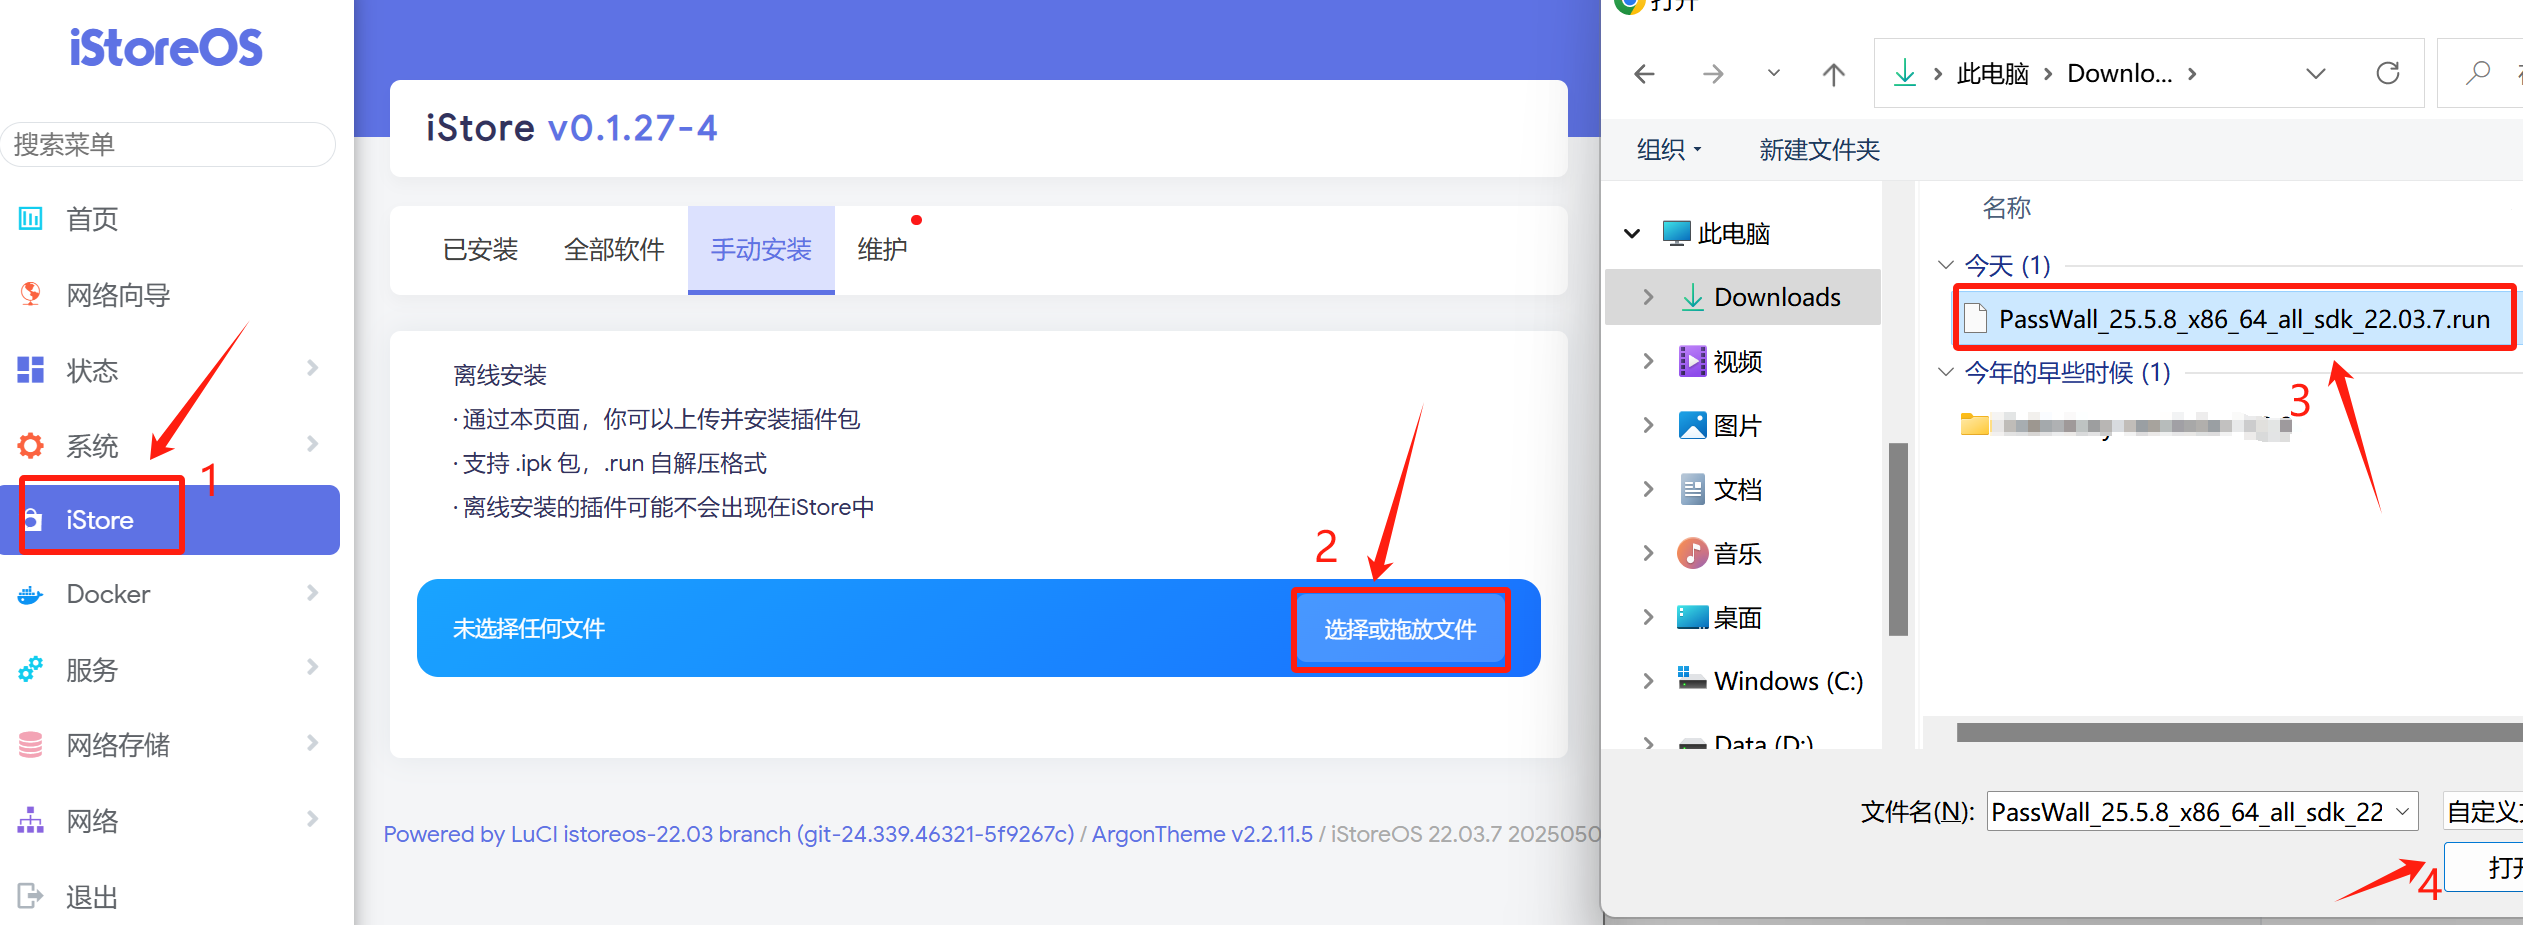 iStoreOS
搜索菜单
首页
网络向导
状态
系统
1
iStore
Docker
服务
网络存储
网络
退出
iStore v0.1.27-4
已安装
全部软件
手动安装
维护
离线安装
· 通过本页面，你可以上传并安装插件包
· 支持 .ipk 包，.run 自解压格式
· 离线安装的插件可能不会出现在iStore中
2
未选择任何文件
选择或拖放文件
Powered by LuCI istoreos-22.03 branch (git-24.339.46321-5f9267c) / ArgonTheme v2.2.11.5 / iStoreOS 22.03.7 2025050
打开
此电脑 › Downlo... ›
组织
新建文件夹
此电脑
Downloads
视频
图片
文档
音乐
桌面
Windows (C:)
Data (D:)
名称
今天 (1)
PassWall_25.5.8_x86_64_all_sdk_22.03.7.run
今年的早些时候 (1)
3
文件名(N):
PassWall_25.5.8_x86_64_all_sdk_22
自定义
4
打开